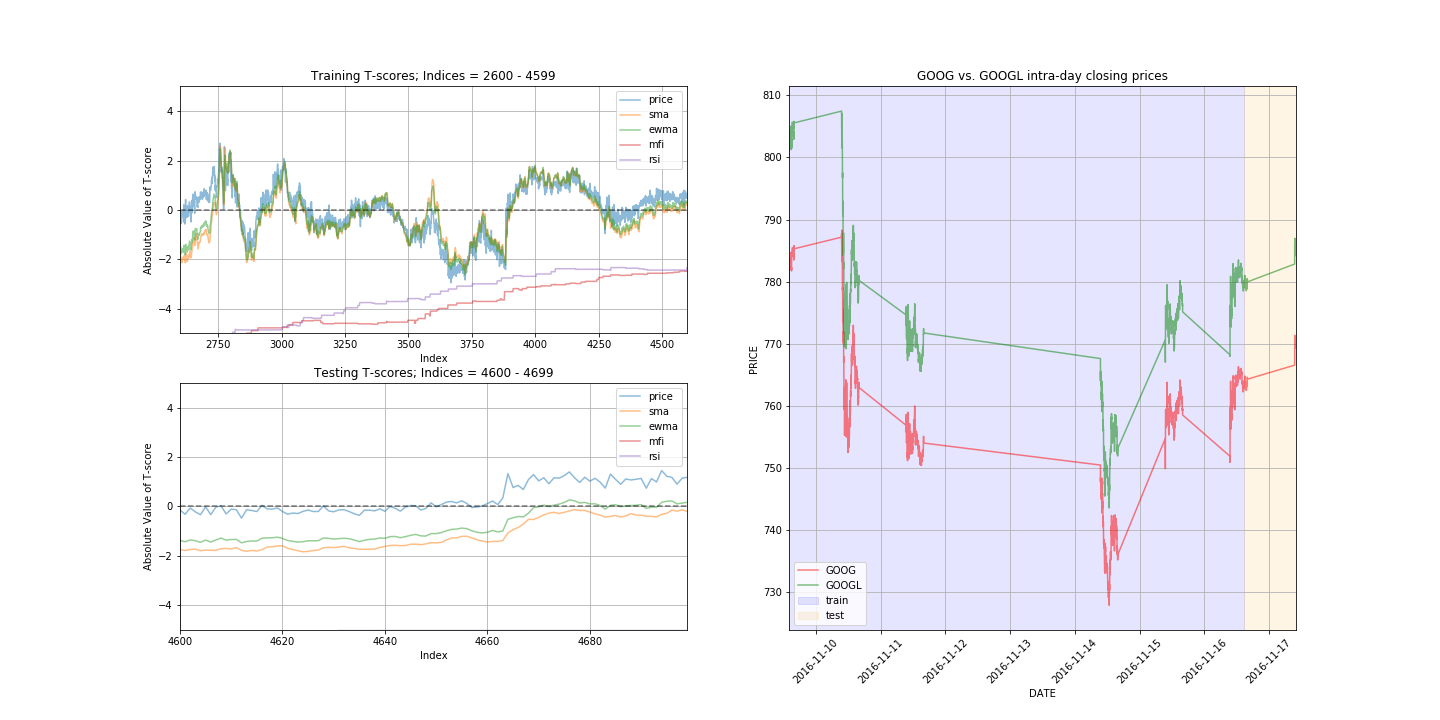 Training T-scores; Indices = 2600 - 4599
Absolute Value of T-score
4
2
0
−2
−4
price
sma
ewma
mfi
rsi
2750 3000 3250 3500 3750 4000 4250 4500
Index
Testing T-scores; Indices = 4600 - 4699
Absolute Value of T-score
4
2
0
−2
−4
price
sma
ewma
mfi
rsi
4600 4620 4640 4660 4680
Index
GOOG vs. GOOGL intra-day closing prices
PRICE
810
800
790
780
770
760
750
740
730
GOOG
GOOGL
train
test
2016-11-10 2016-11-11 2016-11-12 2016-11-13 2016-11-14 2016-11-15 2016-11-16 2016-11-17
DATE